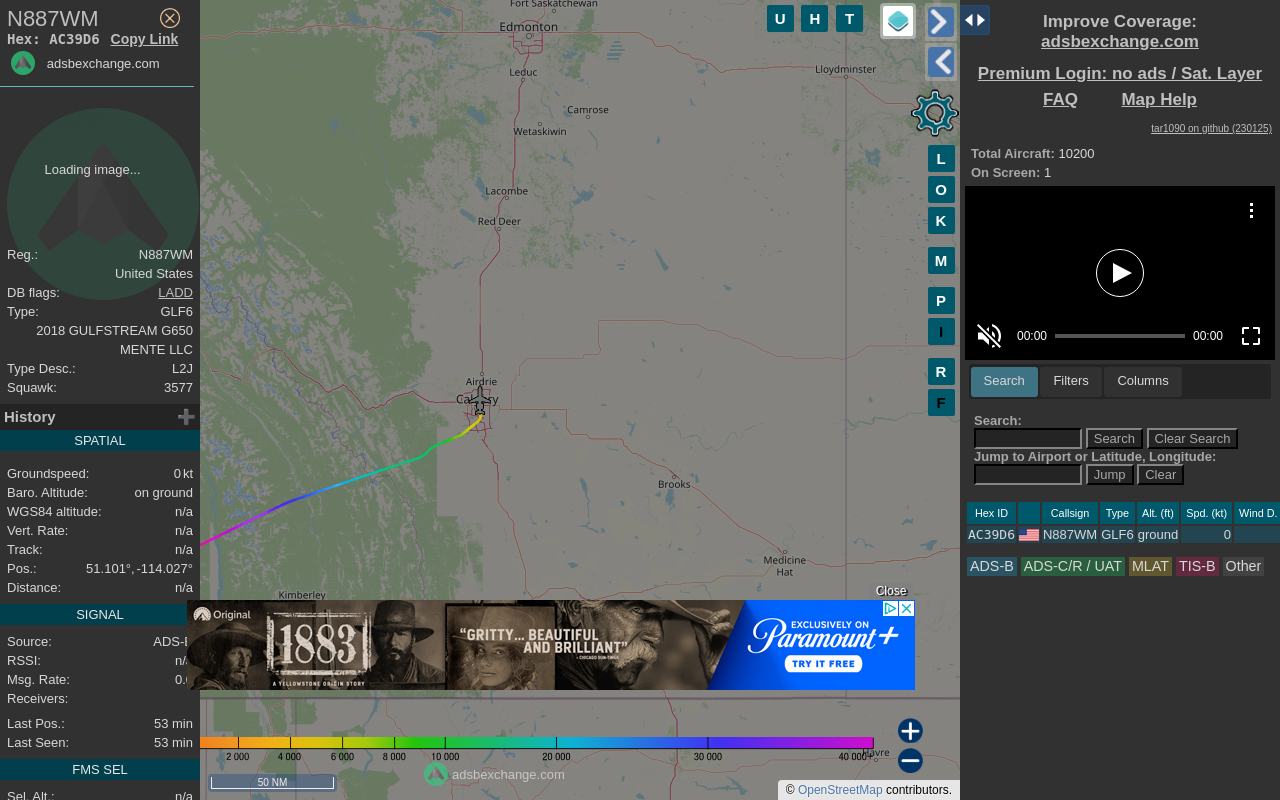 N887WM
Hex: AC39D6 Copy Link
adsbexchange.com
Loading image...
Reg.: N887WM
United States
DB flags: LADD
Type: GLF6
2018 GULFSTREAM G650
MENTE LLC
Type Desc.: L2J
Squawk: 3577
History
SPATIAL
Groundspeed: 0 kt
Baro. Altitude: on ground
WGS84 altitude: n/a
Vert. Rate: n/a
Track: n/a
Pos.: 51.101°, -114.027°
Distance: n/a
SIGNAL
Source: ADS-B
RSSI: n/a
Msg. Rate: 0.0
Receivers:
Last Pos.: 53 min
Last Seen: 53 min
FMS SEL
Sel. Alt.: n/a
Fort Saskatchewan
Edmonton
Leduc
Lloydminster
Camrose
Wetaskiwin
Lacombe
Red Deer
Airdrie
Calgary
Brooks
Medicine
Hat
Kimberley
Havre
U H T
L
O
K
M
P
I
R
F
Close
Original
1883
A YELLOWSTONE ORIGIN STORY
"GRITTY... BEAUTIFUL
AND BRILLIANT"
- CHICAGO SUN-TIMES
EXCLUSIVELY ON
Paramount+
TRY IT FREE
2 000 4 000 6 000 8 000 10 000 20 000 30 000 40 000+
50 NM
adsbexchange.com
© OpenStreetMap contributors.
Improve Coverage:
adsbexchange.com
Premium Login: no ads / Sat. Layer
FAQ Map Help
tar1090 on github (230125)
Total Aircraft: 10200
On Screen: 1
00:00 00:00
Search Filters Columns
Search:
Search Clear Search
Jump to Airport or Latitude, Longitude:
Jump Clear
Hex ID Callsign Type Alt. (ft) Spd. (kt) Wind D.
AC39D6 N887WM GLF6 ground 0
ADS-B ADS-C/R / UAT MLAT TIS-B Other